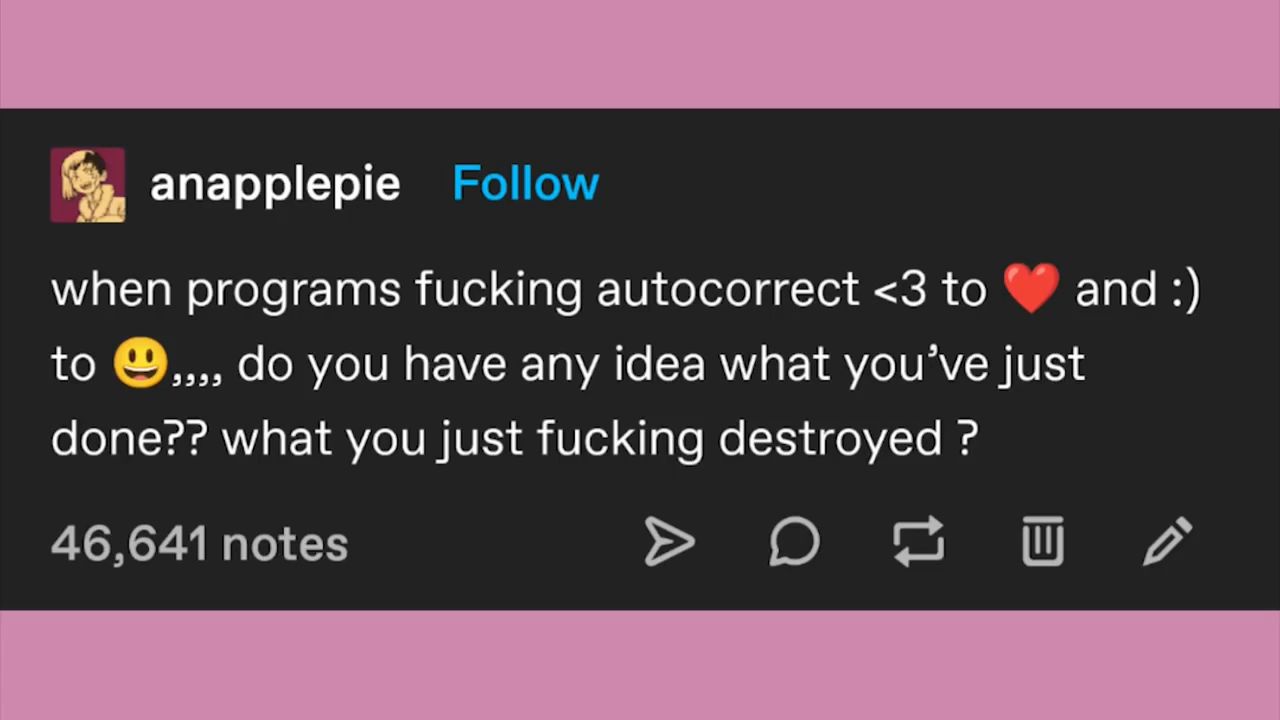 anapplepie Follow
when programs fucking autocorrect <3 to ❤️ and :)
to 😃,,,, do you have any idea what you’ve just
done?? what you just fucking destroyed ?
46,641 notes